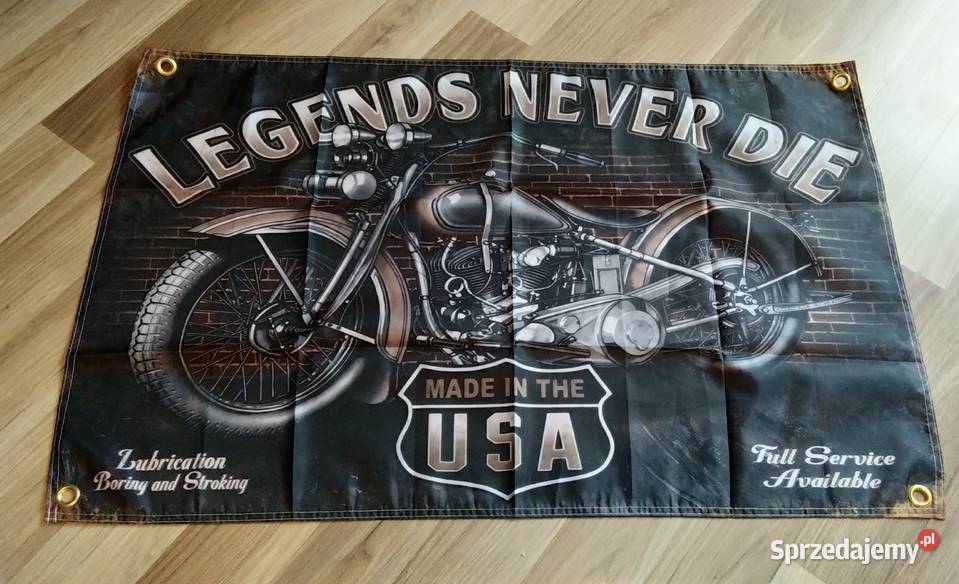 LEGENDS NEVER DIE
MADE IN THE
USA
Lubrication
Boring and Stroking
Full Service
Available
Sprzedajemy.pl